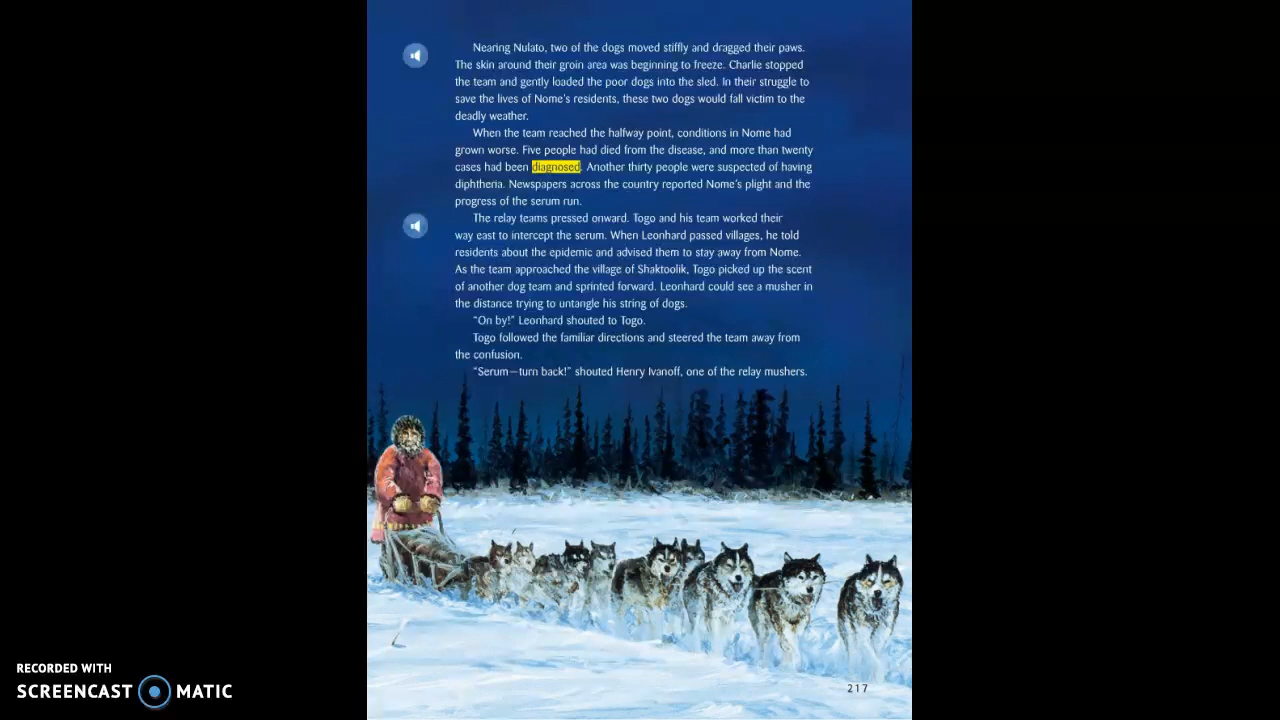 Nearing Nulato, two of the dogs moved stiffly and dragged their paws.
The skin around their groin area was beginning to freeze. Charlie stopped
the team and gently loaded the poor dogs into the sled. In their struggle to
save the lives of Nome's residents, these two dogs would fall victim to the
deadly weather.
When the team reached the halfway point, conditions in Nome had
grown worse. Five people had died from the disease, and more than twenty
cases had been diagnosed. Another thirty people were suspected of having
diphtheria. Newspapers across the country reported Nome's plight and the
progress of the serum run.
The relay teams pressed onward. Togo and his team worked their
way east to intercept the serum. When Leonhard passed villages, he told
residents about the epidemic and advised them to stay away from Nome.
As the team approached the village of Shaktoolik, Togo picked up the scent
of another dog team and sprinted forward. Leonhard could see a musher in
the distance trying to untangle his string of dogs.
"On by!" Leonhard shouted to Togo.
Togo followed the familiar directions and steered the team away from
the confusion.
"Serum—turn back!" shouted Henry Ivanoff, one of the relay mushers.
217
RECORDED WITH
SCREENCAST MATIC